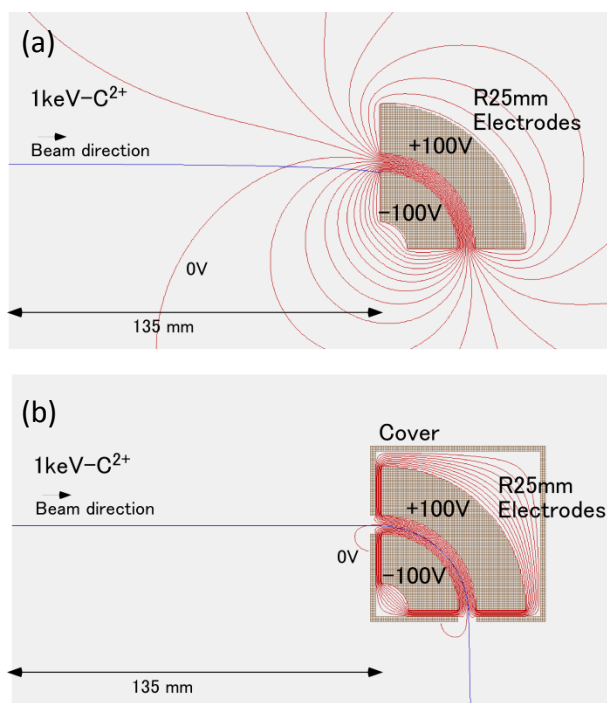 (a)
1keV-C²⁺
Beam direction
R25mm
Electrodes
+100V
-100V
0V
135 mm
(b)
Cover
1keV-C²⁺
Beam direction
R25mm
Electrodes
+100V
0V
-100V
135 mm